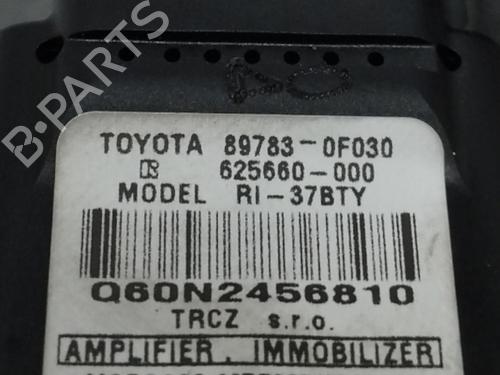 B-PARTS
TOYOTA 89783-0F030
625660-000
MODEL RI-37BTY
Q60N2456810
TRCZ s.r.o.
AMPLIFIER, IMMOBILIZER